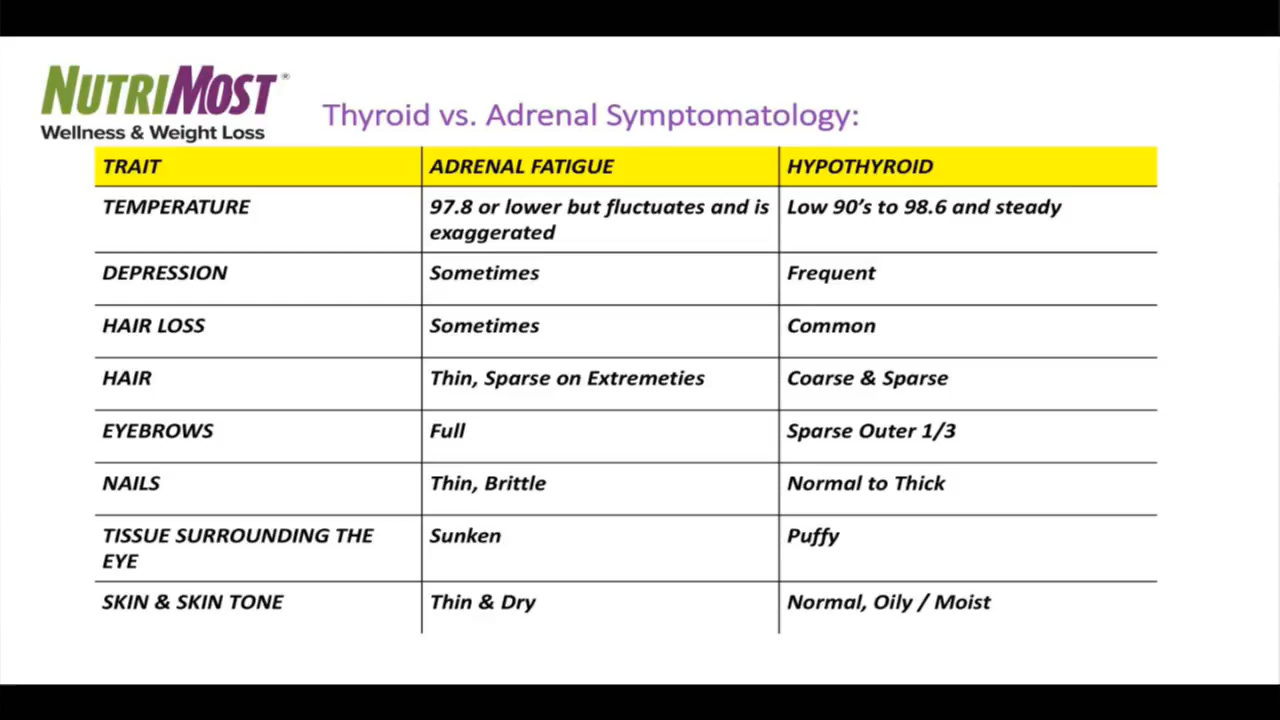 NUTRIMOST®
Wellness & Weight Loss
Thyroid vs. Adrenal Symptomatology:
TRAIT ADRENAL FATIGUE HYPOTHYROID
TEMPERATURE 97.8 or lower but fluctuates and is Low 90's to 98.6 and steady
exaggerated
DEPRESSION Sometimes Frequent
HAIR LOSS Sometimes Common
HAIR Thin, Sparse on Extremeties Coarse & Sparse
EYEBROWS Full Sparse Outer 1/3
NAILS Thin, Brittle Normal to Thick
TISSUE SURROUNDING THE Sunken Puffy
EYE
SKIN & SKIN TONE Thin & Dry Normal, Oily / Moist